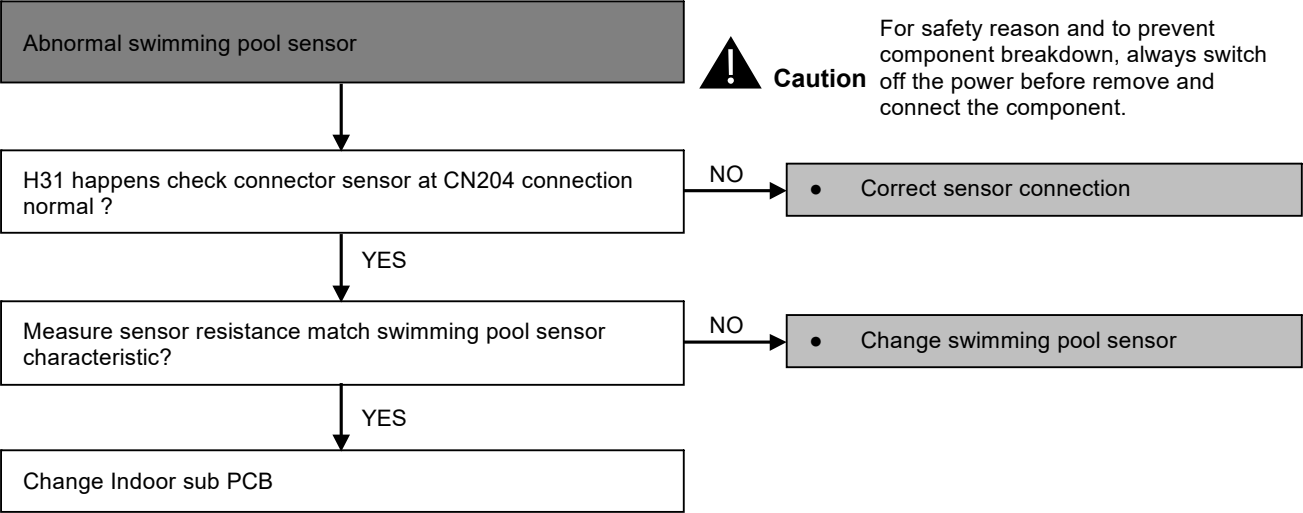 Abnormal swimming pool sensor
Caution
For safety reason and to prevent
component breakdown, always switch
off the power before remove and
connect the component.
H31 happens check connector sensor at CN204 connection
normal ?
NO
● Correct sensor connection
YES
Measure sensor resistance match swimming pool sensor
characteristic?
NO
● Change swimming pool sensor
YES
Change Indoor sub PCB